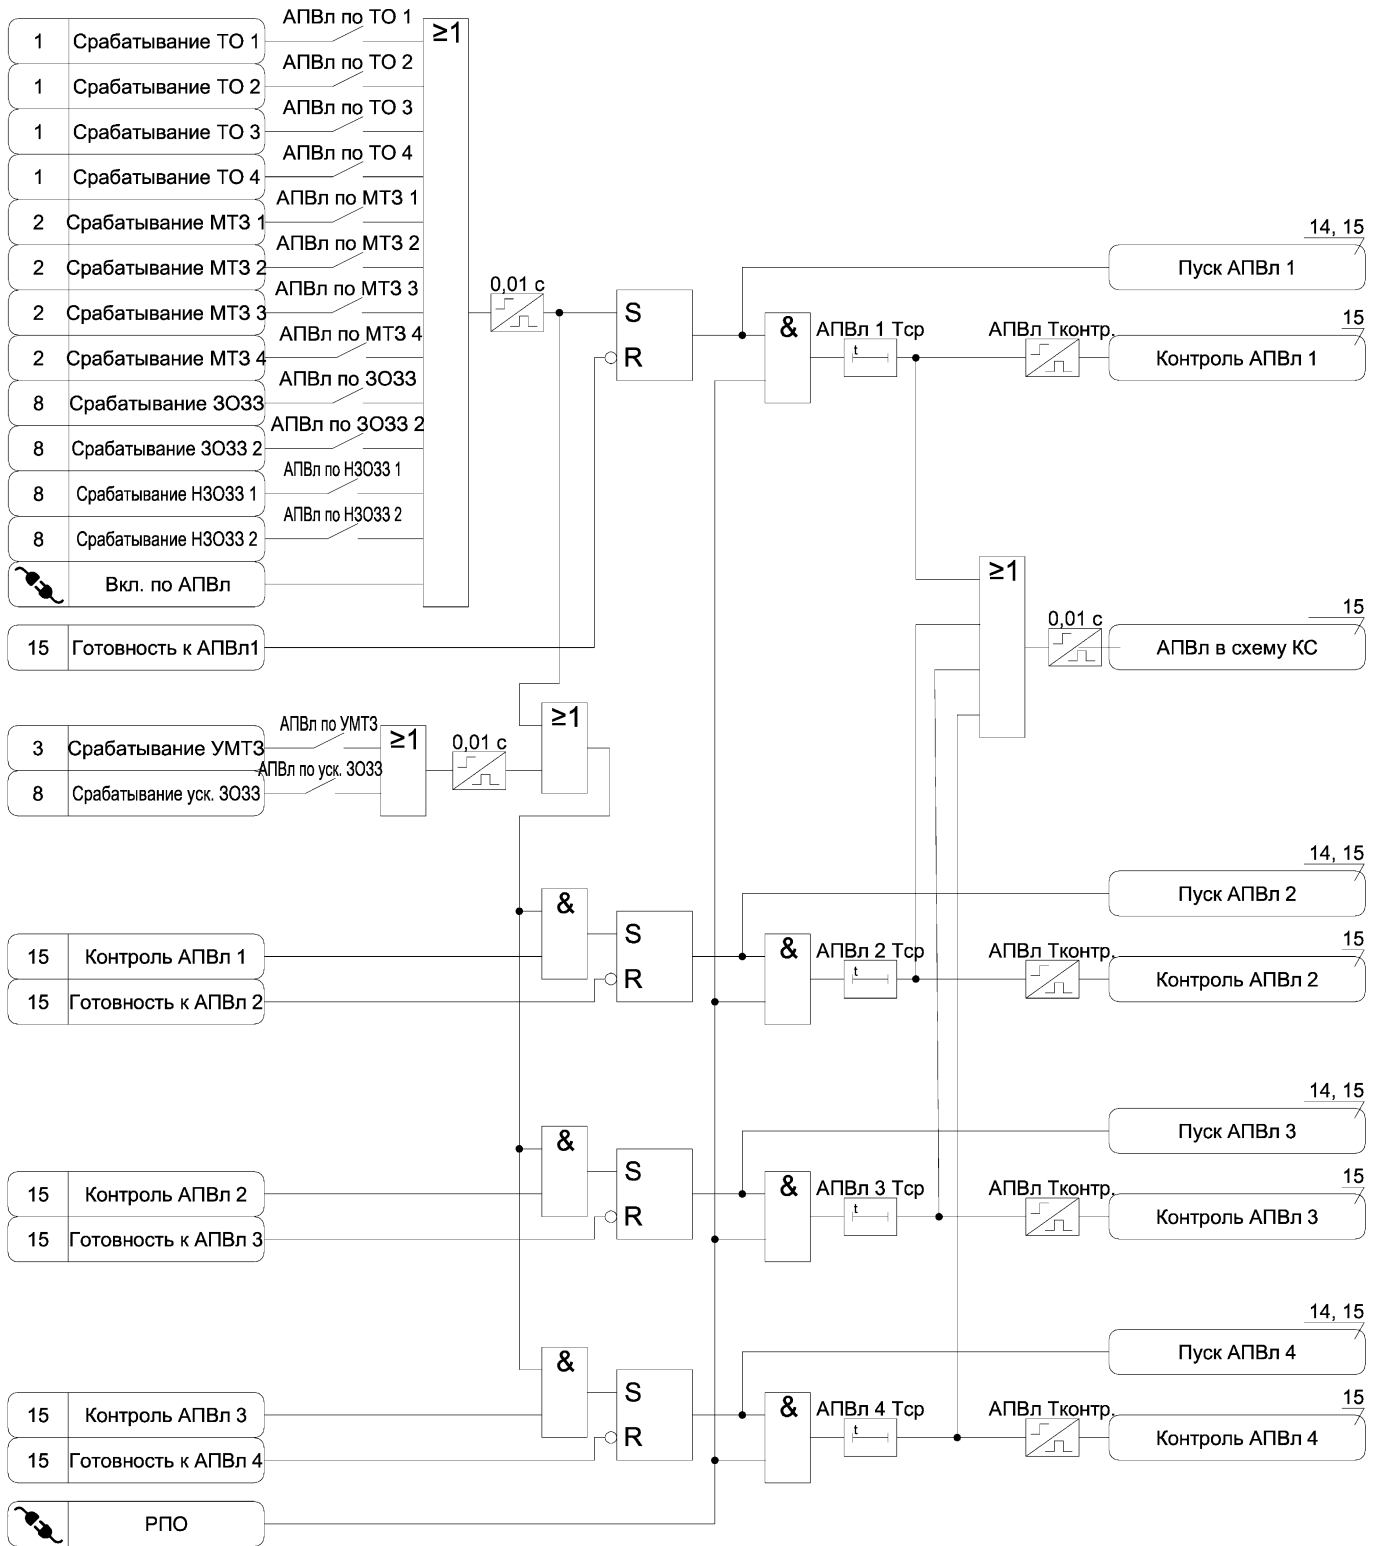 АПВл по ТО 1
1 Срабатывание ТО 1
≥1
АПВл по ТО 2
1 Срабатывание ТО 2
АПВл по ТО 3
1 Срабатывание ТО 3
АПВл по ТО 4
1 Срабатывание ТО 4
АПВл по МТЗ 1
2 Срабатывание МТЗ 1
АПВл по МТЗ 2
2 Срабатывание МТЗ 2
АПВл по МТЗ 3
2 Срабатывание МТЗ 3
АПВл по МТЗ 4
2 Срабатывание МТЗ 4
АПВл по ЗОЗЗ
8 Срабатывание ЗОЗЗ
АПВл по ЗОЗЗ 2
8 Срабатывание ЗОЗЗ 2
АПВл по НЗОЗЗ 1
8 Срабатывание НЗОЗЗ 1
АПВл по НЗОЗЗ 2
8 Срабатывание НЗОЗЗ 2
Вкл. по АПВл
15 Готовность к АПВл1
0,01 с
S
R
&
АПВл 1 Тср
t
АПВл Тконтр.
14, 15
Пуск АПВл 1
15
Контроль АПВл 1
≥1
0,01 с
15
АПВл в схему КС
АПВл по УМТЗ
3 Срабатывание УМТЗ
АПВл по уск. ЗОЗЗ
8 Срабатывание уск. ЗОЗЗ
≥1
0,01 с
≥1
14, 15
Пуск АПВл 2
&
S
R
&
АПВл 2 Тср
t
АПВл Тконтр.
15
Контроль АПВл 2
15 Контроль АПВл 1
15 Готовность к АПВл 2
14, 15
Пуск АПВл 3
&
S
R
&
АПВл 3 Тср
t
АПВл Тконтр.
15
Контроль АПВл 3
15 Контроль АПВл 2
15 Готовность к АПВл 3
14, 15
Пуск АПВл 4
&
S
R
&
АПВл 4 Тср
t
АПВл Тконтр.
15
Контроль АПВл 4
15 Контроль АПВл 3
15 Готовность к АПВл 4
РПО